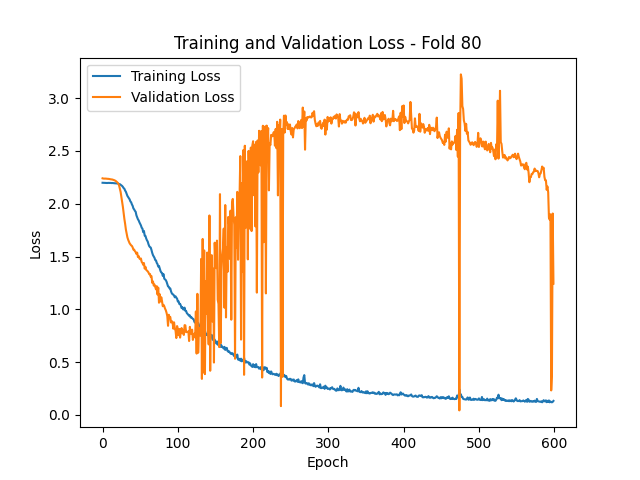 Training and Validation Loss - Fold 80
Training Loss
Validation Loss
3.0
2.5
2.0
1.5
1.0
0.5
0.0
Loss
0 100 200 300 400 500 600
Epoch